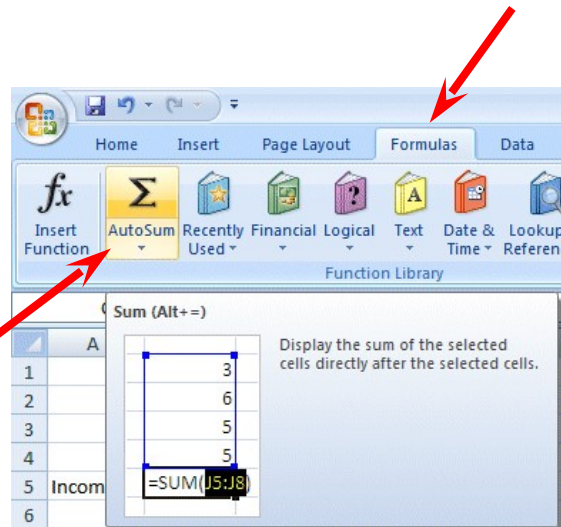 Home Insert Page Layout Formulas Data
fx Σ ? A
Insert Function AutoSum Recently Used Financial Logical Text Date & Time
Function Library
Sum (Alt+=)
Display the sum of the selected
cells directly after the selected cells.
A
1
2
3
4
5 Incom
6
3
6
5
5
=SUM(J5:J8)